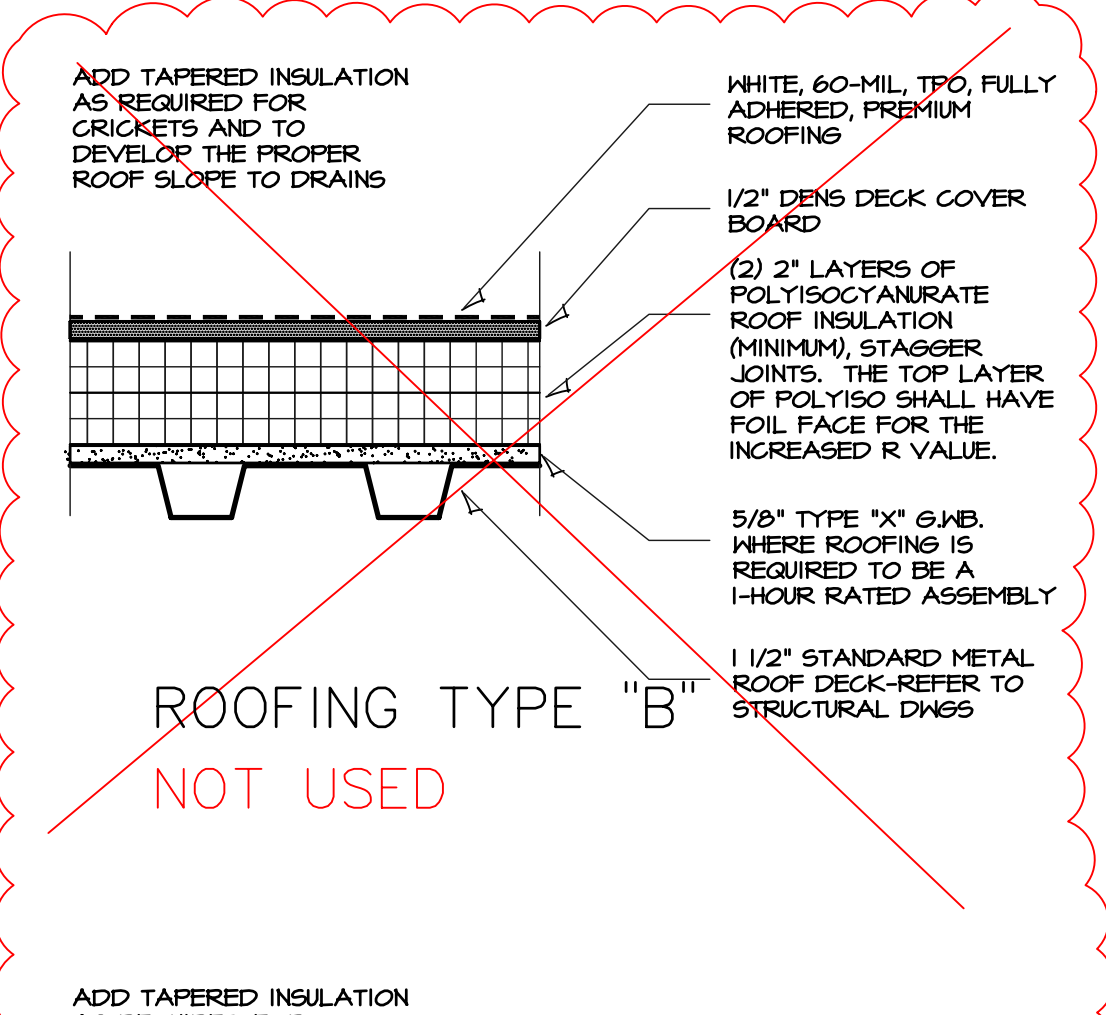 ADD TAPERED INSULATION
AS REQUIRED FOR
CRICKETS AND TO
DEVELOP THE PROPER
ROOF SLOPE TO DRAINS
WHITE, 60-MIL, TPO, FULLY
ADHERED, PREMIUM
ROOFING
1/2" DENS DECK COVER
BOARD
(2) 2" LAYERS OF
POLYISOCYANURATE
ROOF INSULATION
(MINIMUM), STAGGER
JOINTS. THE TOP LAYER
OF POLYISO SHALL HAVE
FOIL FACE FOR THE
INCREASED R VALUE.
5/8" TYPE "X" G.W.B.
WHERE ROOFING IS
REQUIRED TO BE A
1-HOUR RATED ASSEMBLY
1 1/2" STANDARD METAL
ROOF DECK-REFER TO
STRUCTURAL DWGS
ROOFING TYPE "B"
NOT USED
ADD TAPERED INSULATION